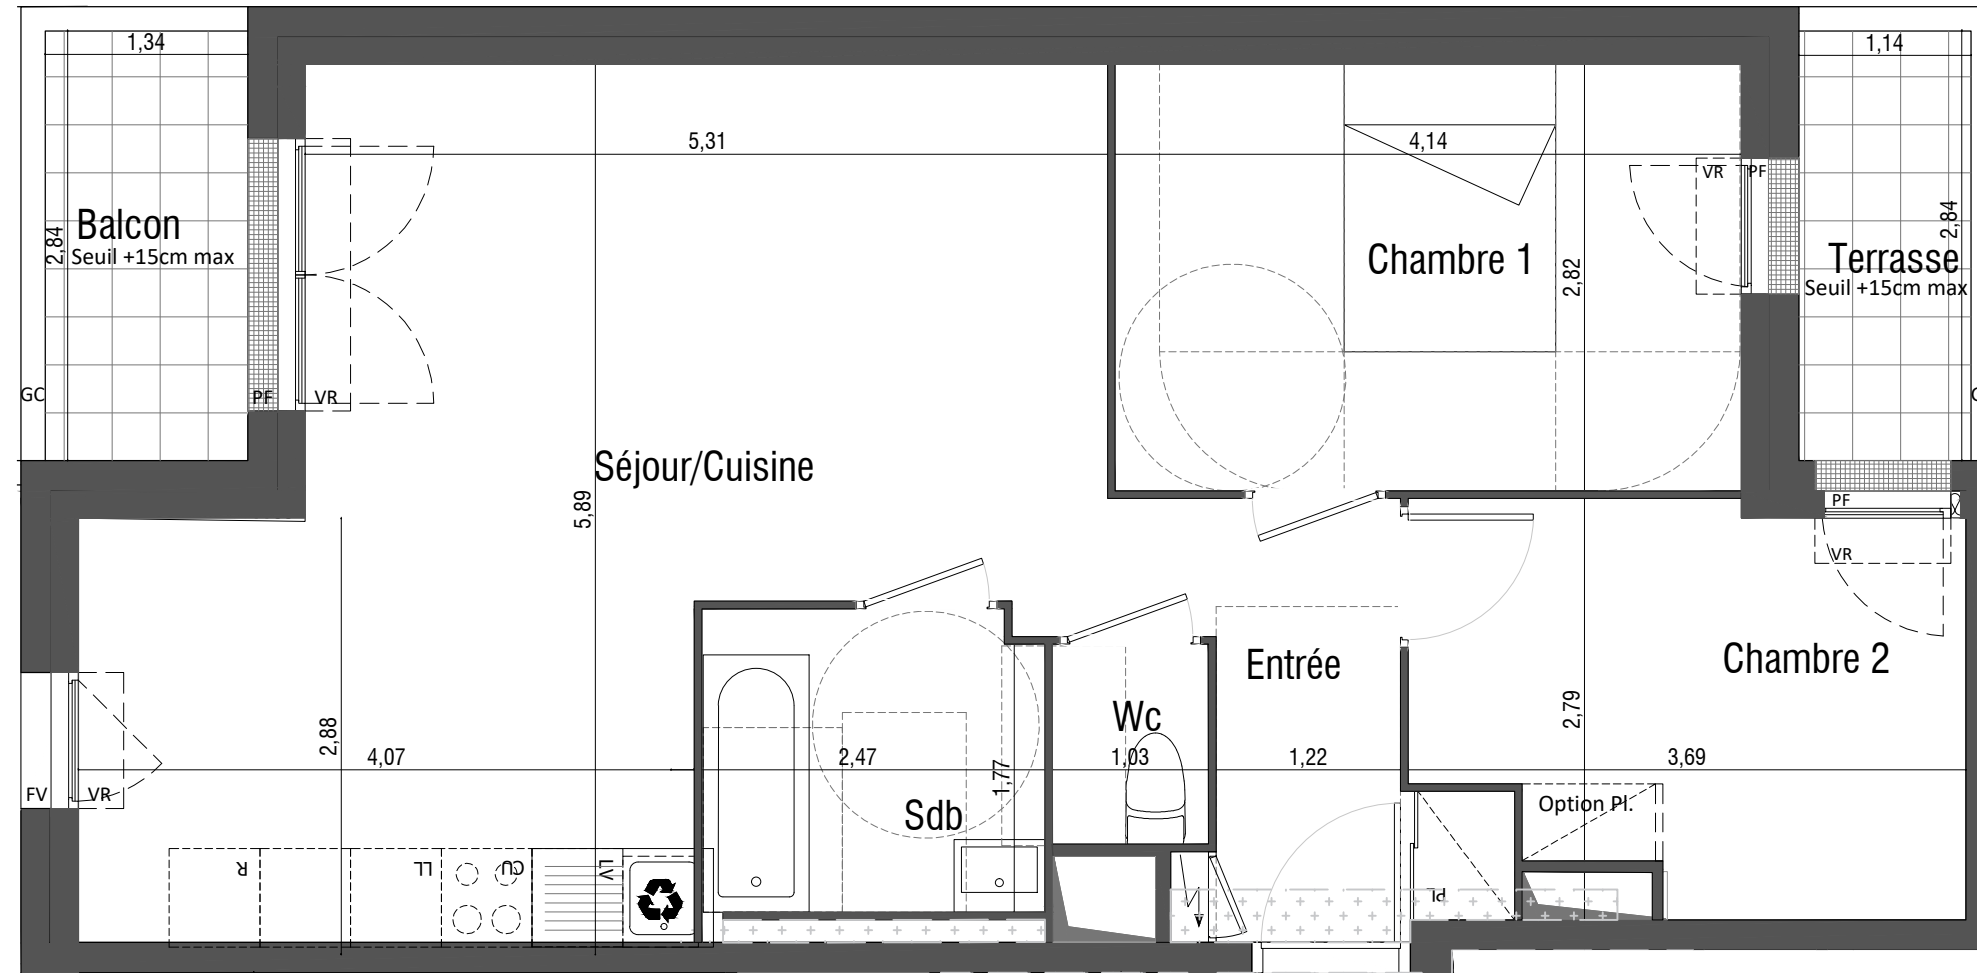 1,34
1,14
5,31
4,14
VR PF
Balcon
Seuil +15cm max
2,84
Chambre 1
2,82
2,84
Terrasse
Seuil +15cm max
GC
PF
VR
Séjour/Cuisine
5,89
PF
VR
Entrée
Chambre 2
Wc
2,88
4,07
2,47
1,77
1,03
1,22
2,79
3,69
FV
VR
Sdb
Option Pl.
R
LL
CU
LV
PL